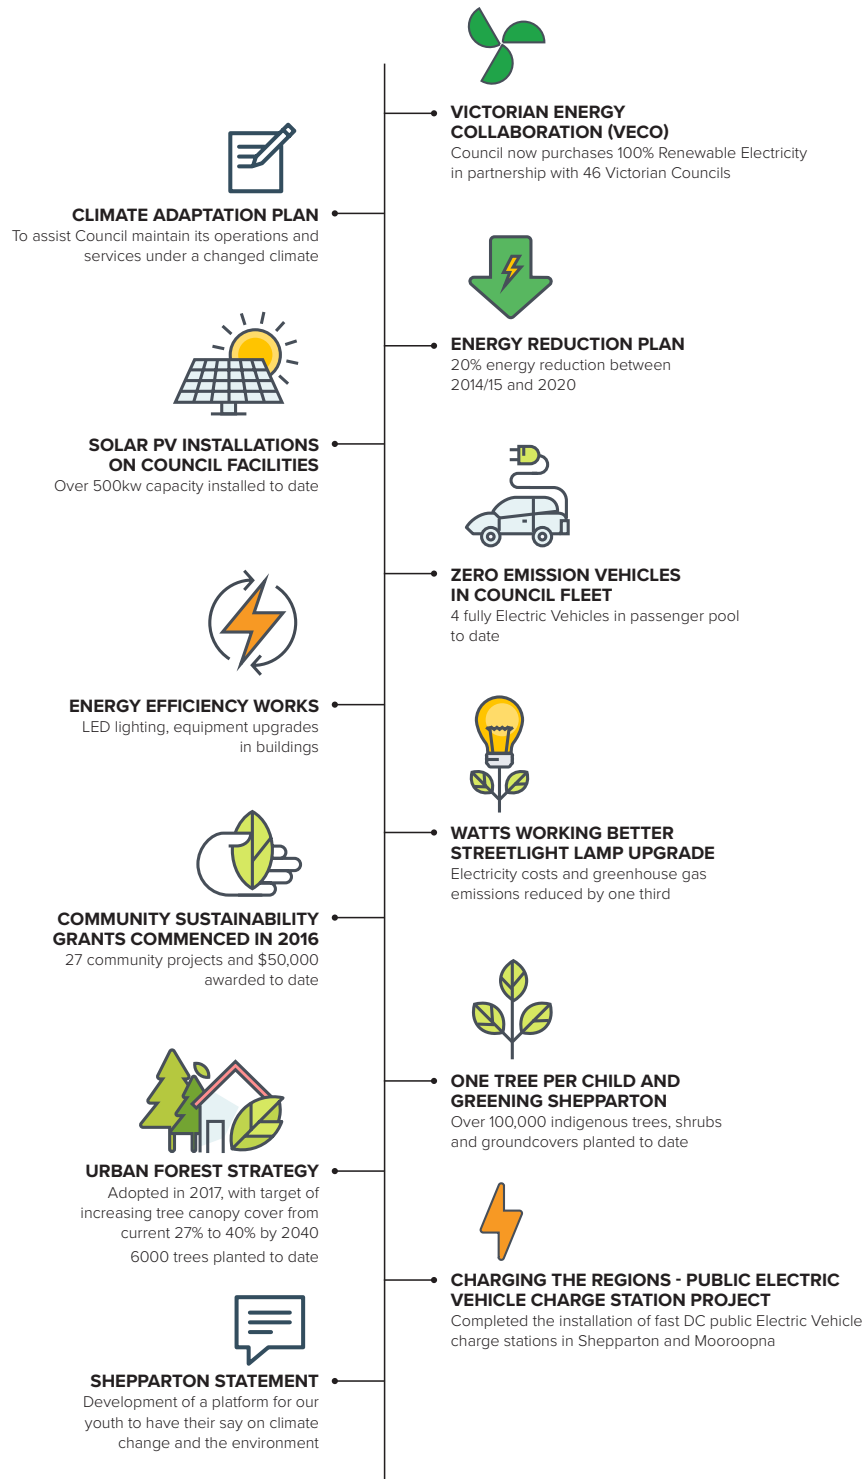 VICTORIAN ENERGY
COLLABORATION (VECO)
Council now purchases 100% Renewable Electricity
in partnership with 46 Victorian Councils
CLIMATE ADAPTATION PLAN
To assist Council maintain its operations and
services under a changed climate
ENERGY REDUCTION PLAN
20% energy reduction between
2014/15 and 2020
SOLAR PV INSTALLATIONS
ON COUNCIL FACILITIES
Over 500kw capacity installed to date
ZERO EMISSION VEHICLES
IN COUNCIL FLEET
4 fully Electric Vehicles in passenger pool
to date
ENERGY EFFICIENCY WORKS
LED lighting, equipment upgrades
in buildings
WATTS WORKING BETTER
STREETLIGHT LAMP UPGRADE
Electricity costs and greenhouse gas
emissions reduced by one third
COMMUNITY SUSTAINABILITY
GRANTS COMMENCED IN 2016
27 community projects and $50,000
awarded to date
ONE TREE PER CHILD AND
GREENING SHEPPARTON
Over 100,000 indigenous trees, shrubs
and groundcovers planted to date
URBAN FOREST STRATEGY
Adopted in 2017, with target of
increasing tree canopy cover from
current 27% to 40% by 2040
6000 trees planted to date
CHARGING THE REGIONS - PUBLIC ELECTRIC
VEHICLE CHARGE STATION PROJECT
Completed the installation of fast DC public Electric Vehicle
charge stations in Shepparton and Mooroopna
SHEPPARTON STATEMENT
Development of a platform for our
youth to have their say on climate
change and the environment